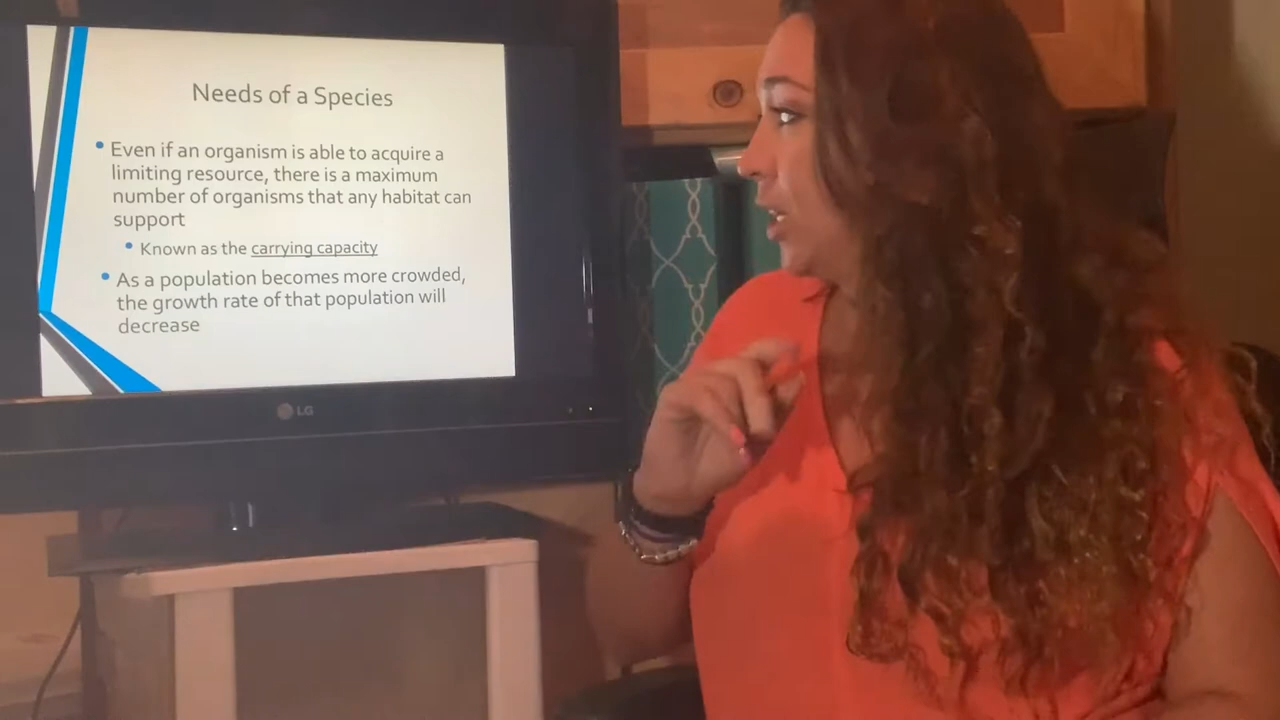 Needs of a Species
• Even if an organism is able to acquire a
limiting resource, there is a maximum
number of organisms that any habitat can
support
• Known as the carrying capacity
• As a population becomes more crowded,
the growth rate of that population will
decrease
LG